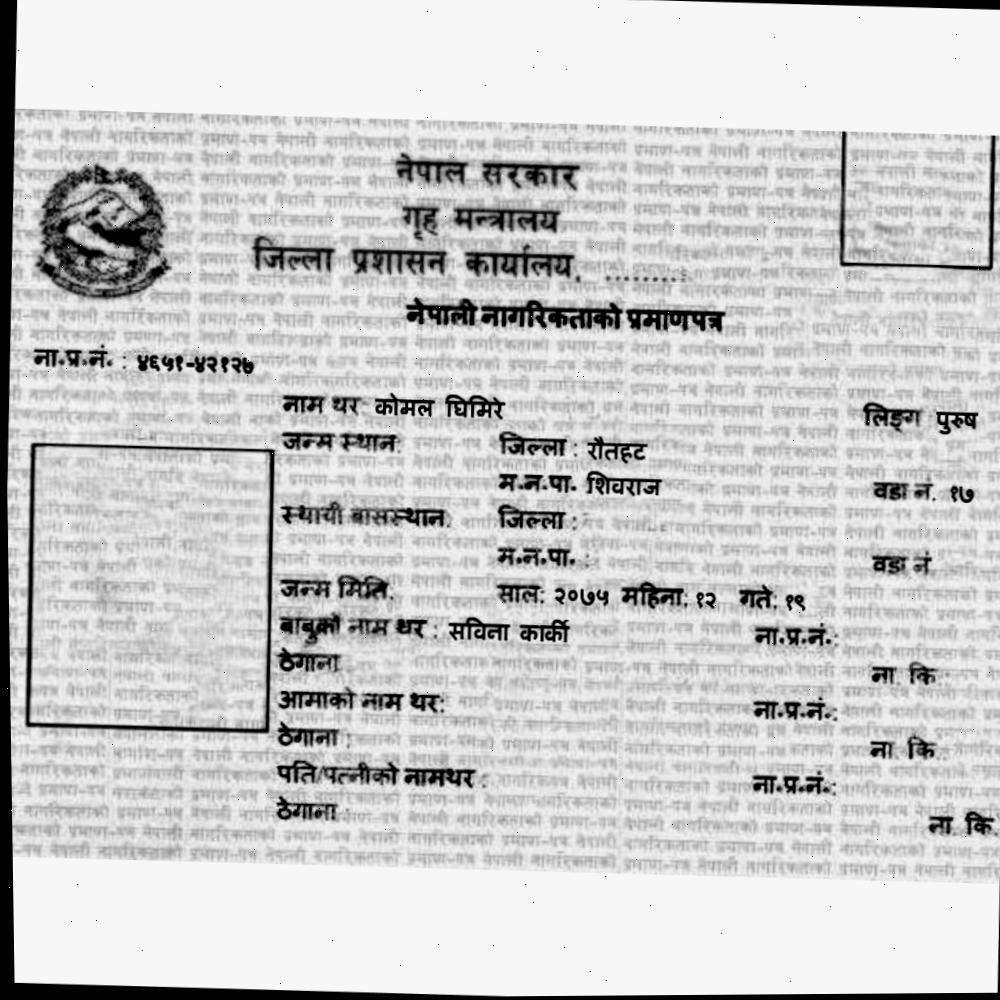 नेपाल सरकार
गृह मन्त्रालय
जिल्ला प्रशासन कार्यालय, ..........
नेपाली नागरिकताको प्रमाणपत्र
ना.प्र.नं. : ४६५१-४२१२७
नाम थर: कोमल घिमिरे लिङ्ग पुरुष
जन्म स्थान: जिल्ला : रौतहट
म.न.पा. शिवराज वडा नं. १७
स्थायी बासस्थान: जिल्ला :
म.न.पा. : वडा नं
जन्म मिति: साल: २०७५ महिना: १२ गते: १९
बाबुको नाम थर : सविना कार्की ना.प्र.नं.:
ठेगाना ना. कि :
आमाको नाम थर: ना.प्र.नं.:
ठेगाना : ना. कि :
पति/पत्नीको नामथर : ना.प्र.नं.:
ठेगाना ना. कि